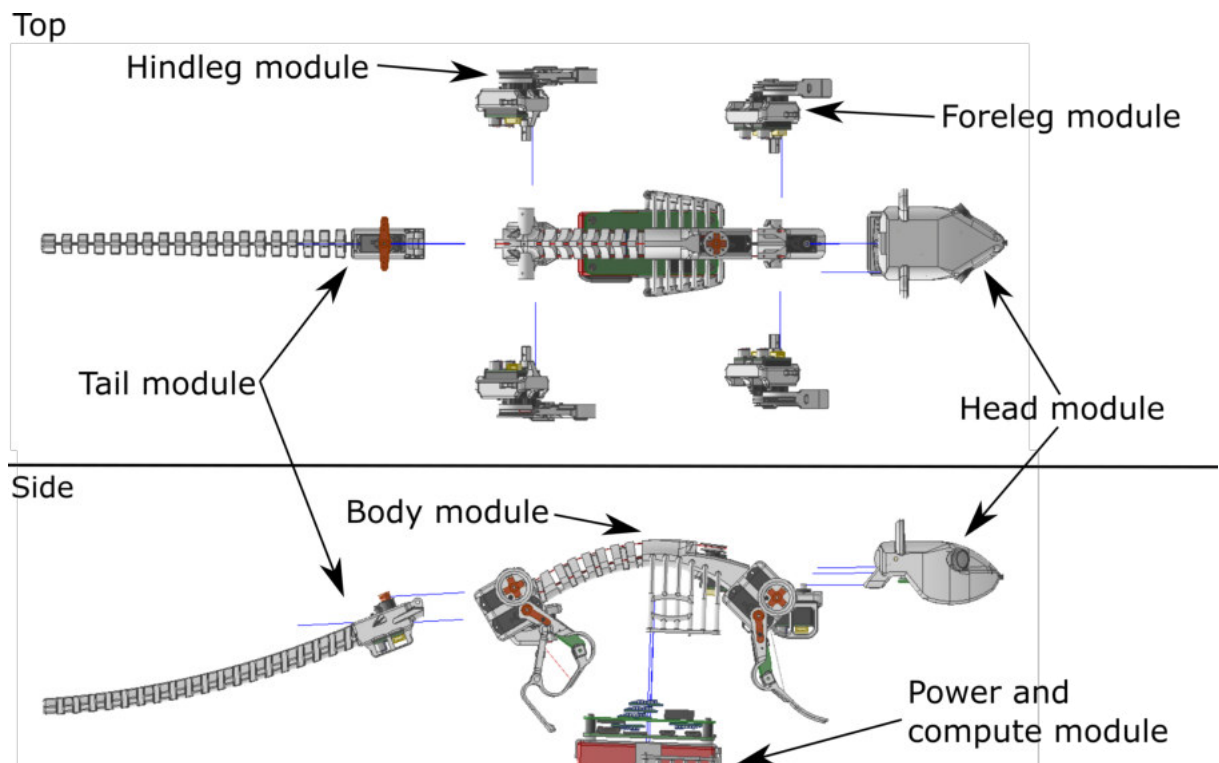 Top
Hindleg module
Foreleg module
Tail module
Head module
Side
Body module
Power and
compute module